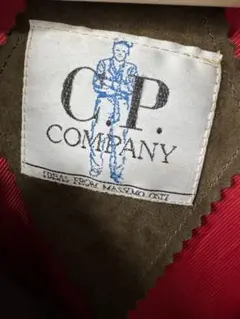 C.P.
COMPANY
IDEAS FROM MASSIMO OSTI